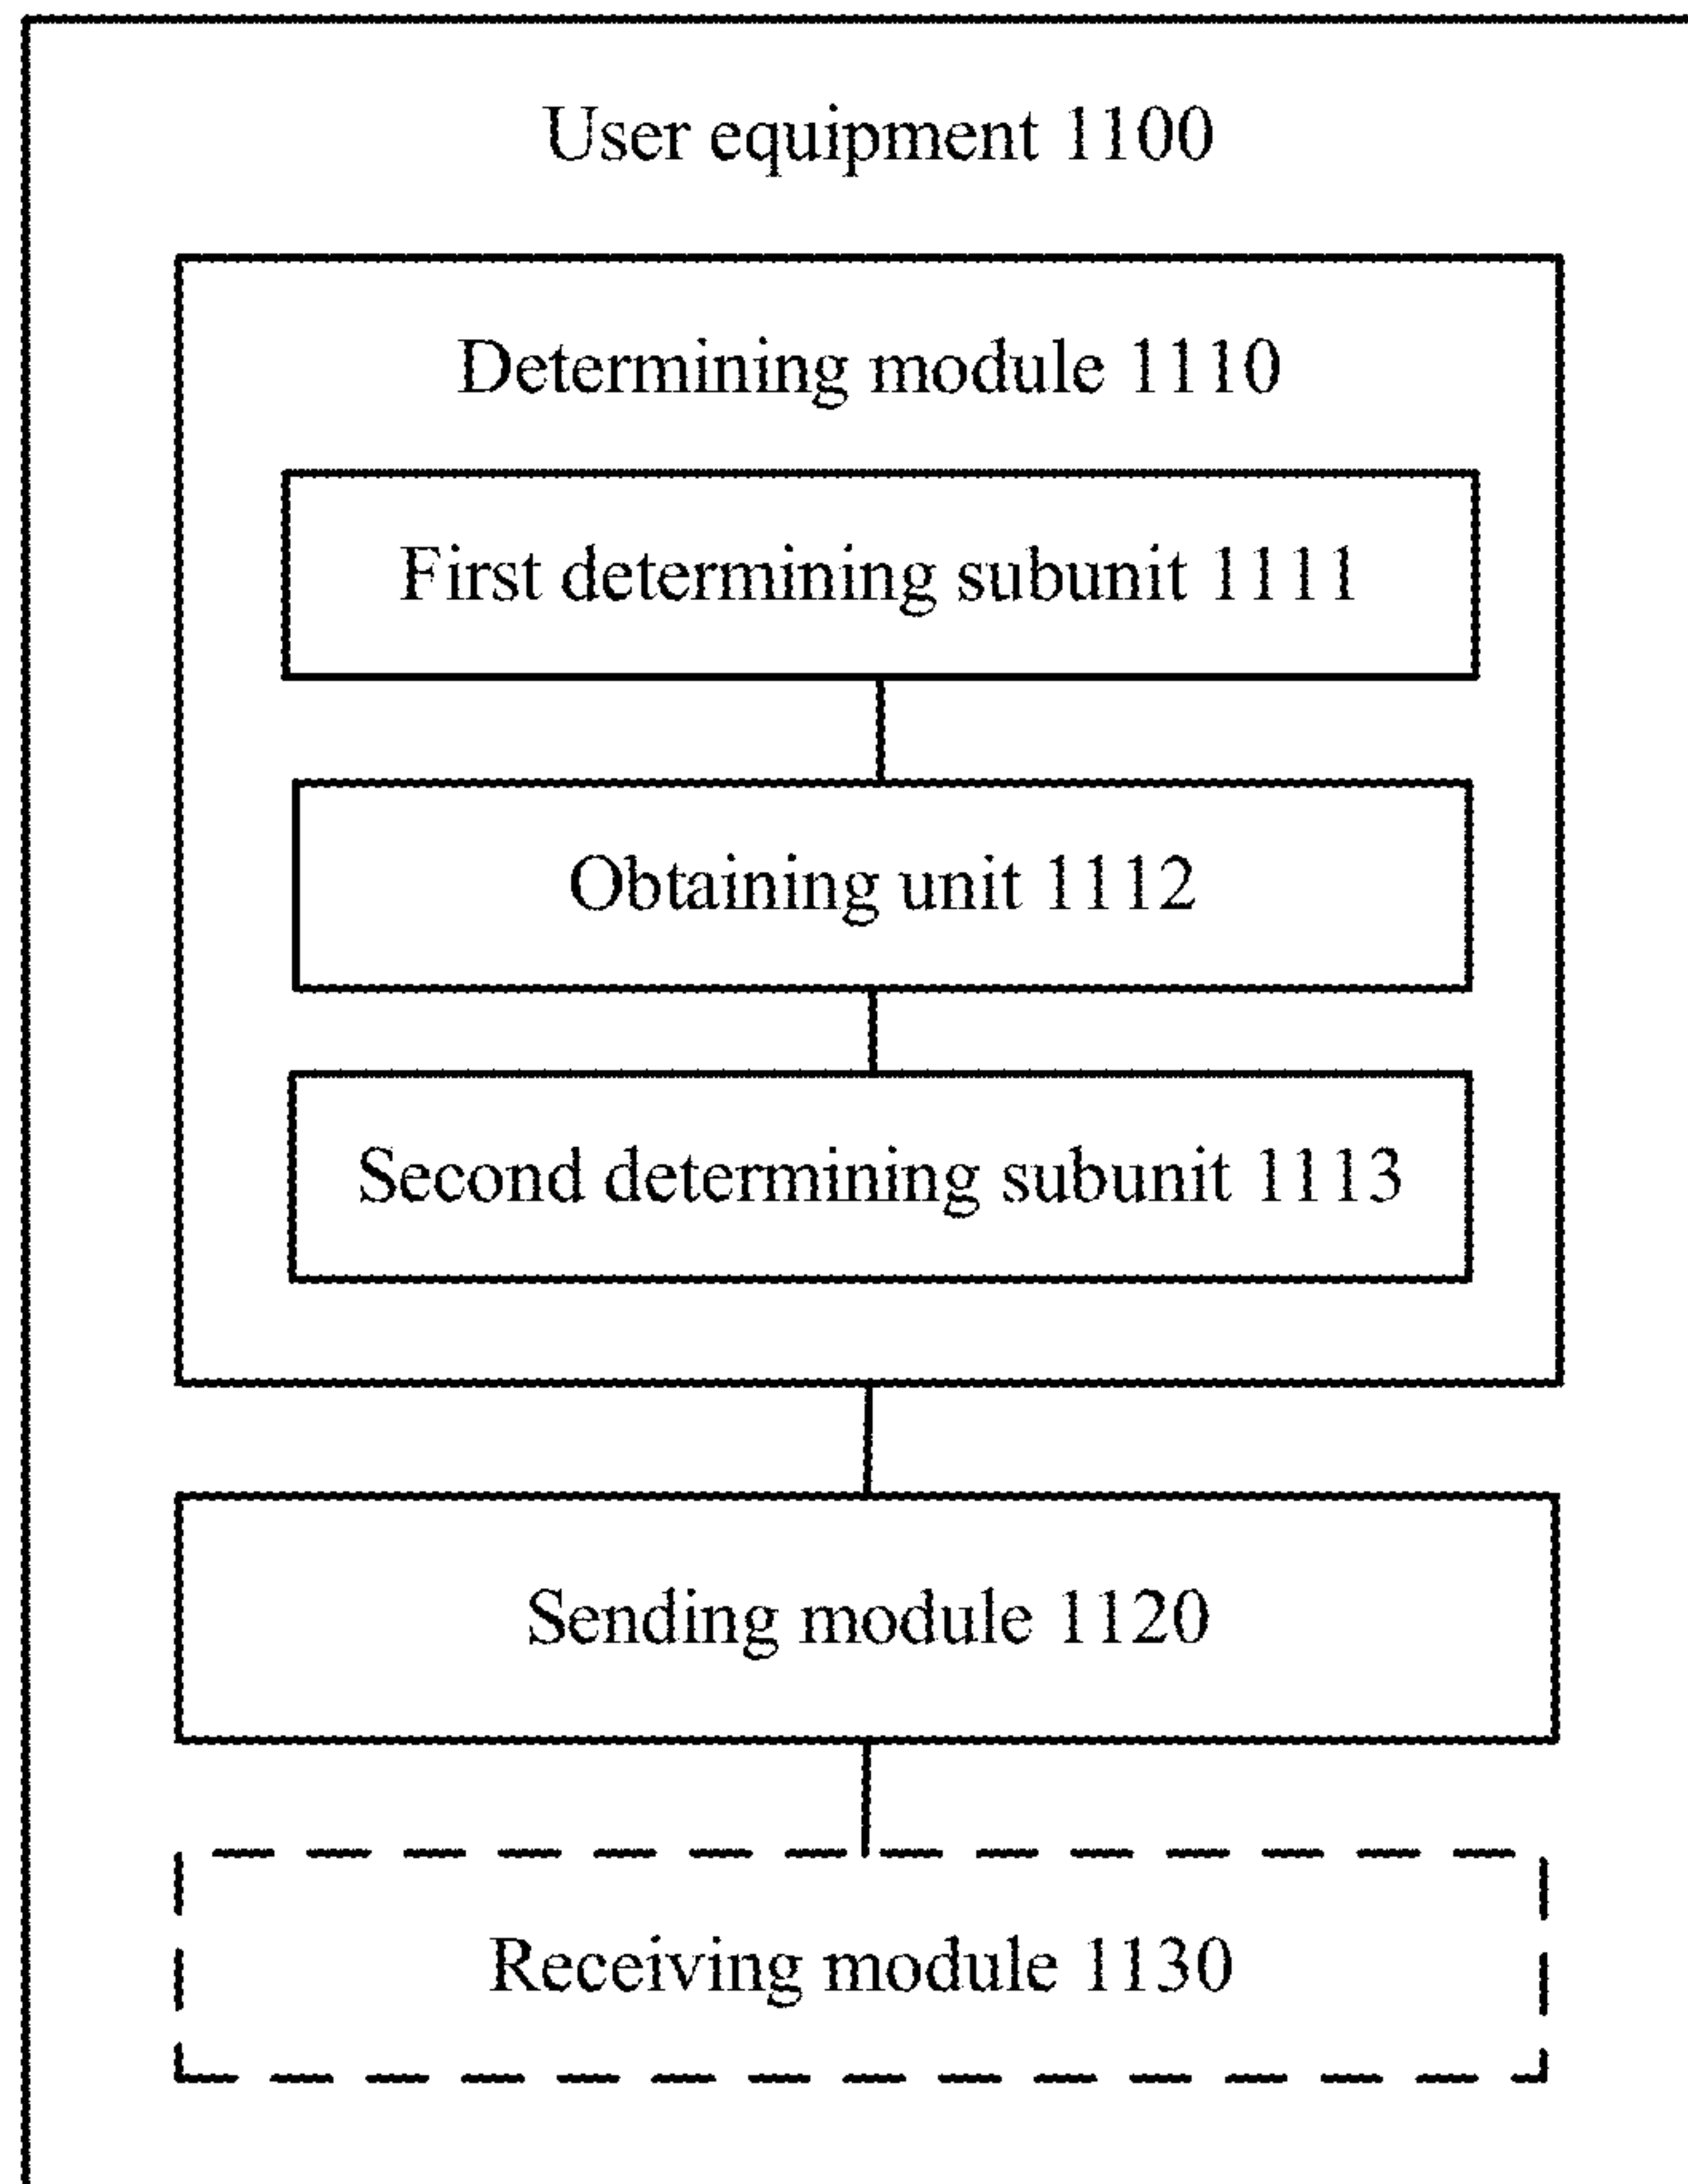 User equipment 1100
Determining module 1110
First determining subunit 1111
Obtaining unit 1112
Second determining subunit 1113
Sending module 1120
Receiving module 1130